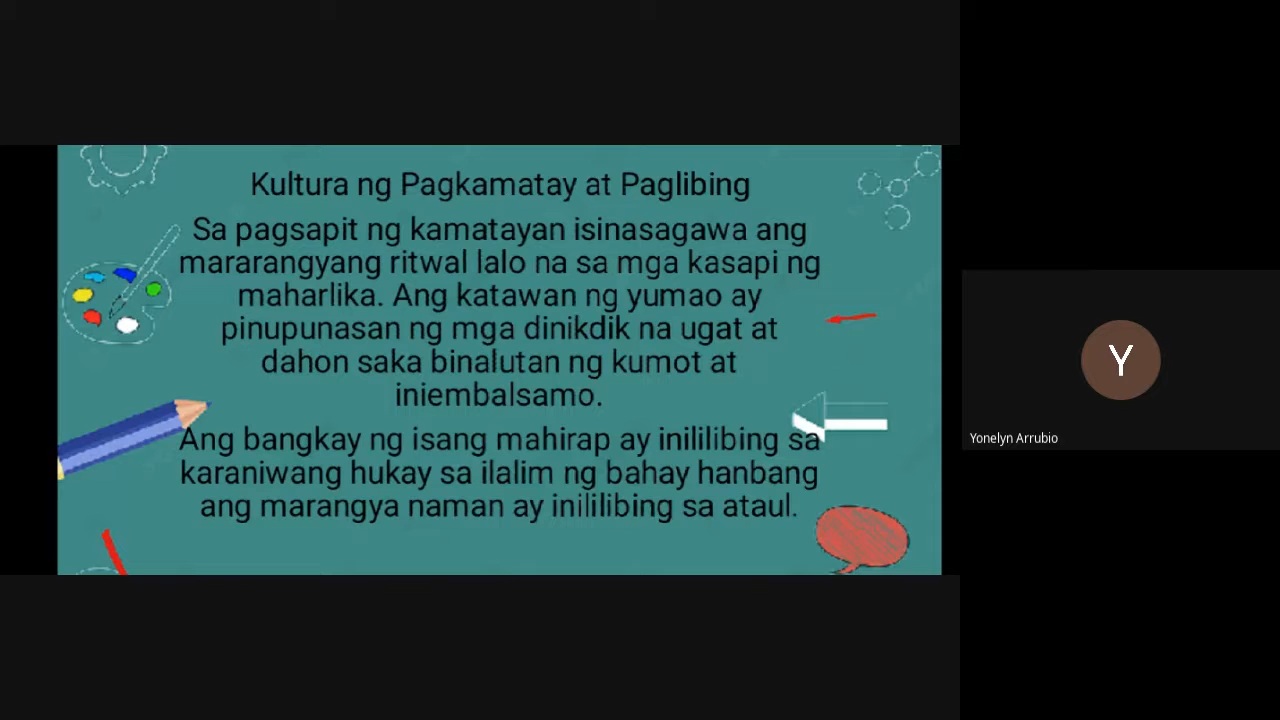 Kultura ng Pagkamatay at Paglibing
Sa pagsapit ng kamatayan isinasagawa ang
mararangyang ritwal lalo na sa mga kasapi ng
maharlika. Ang katawan ng yumao ay
pinupunasan ng mga dinikdik na ugat at
dahon saka binalutan ng kumot at
iniembalsamo.
Ang bangkay ng isang mahirap ay inililibing sa
karaniwang hukay sa ilalim ng bahay hanbang
ang marangya naman ay inililibing sa ataul.
Y
Yonelyn Arrubio